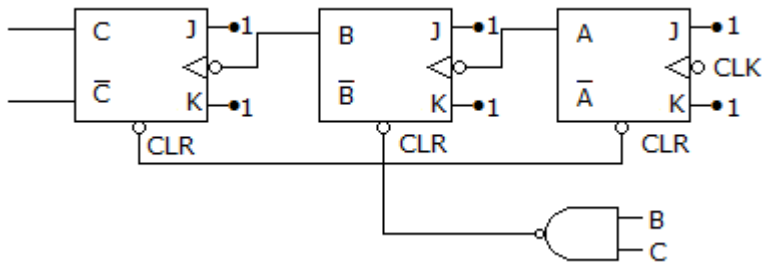 C J 1 B J 1 A J 1
CLK
C̅ K 1 B̅ K 1 A̅ K 1
CLR CLR CLR
B
C